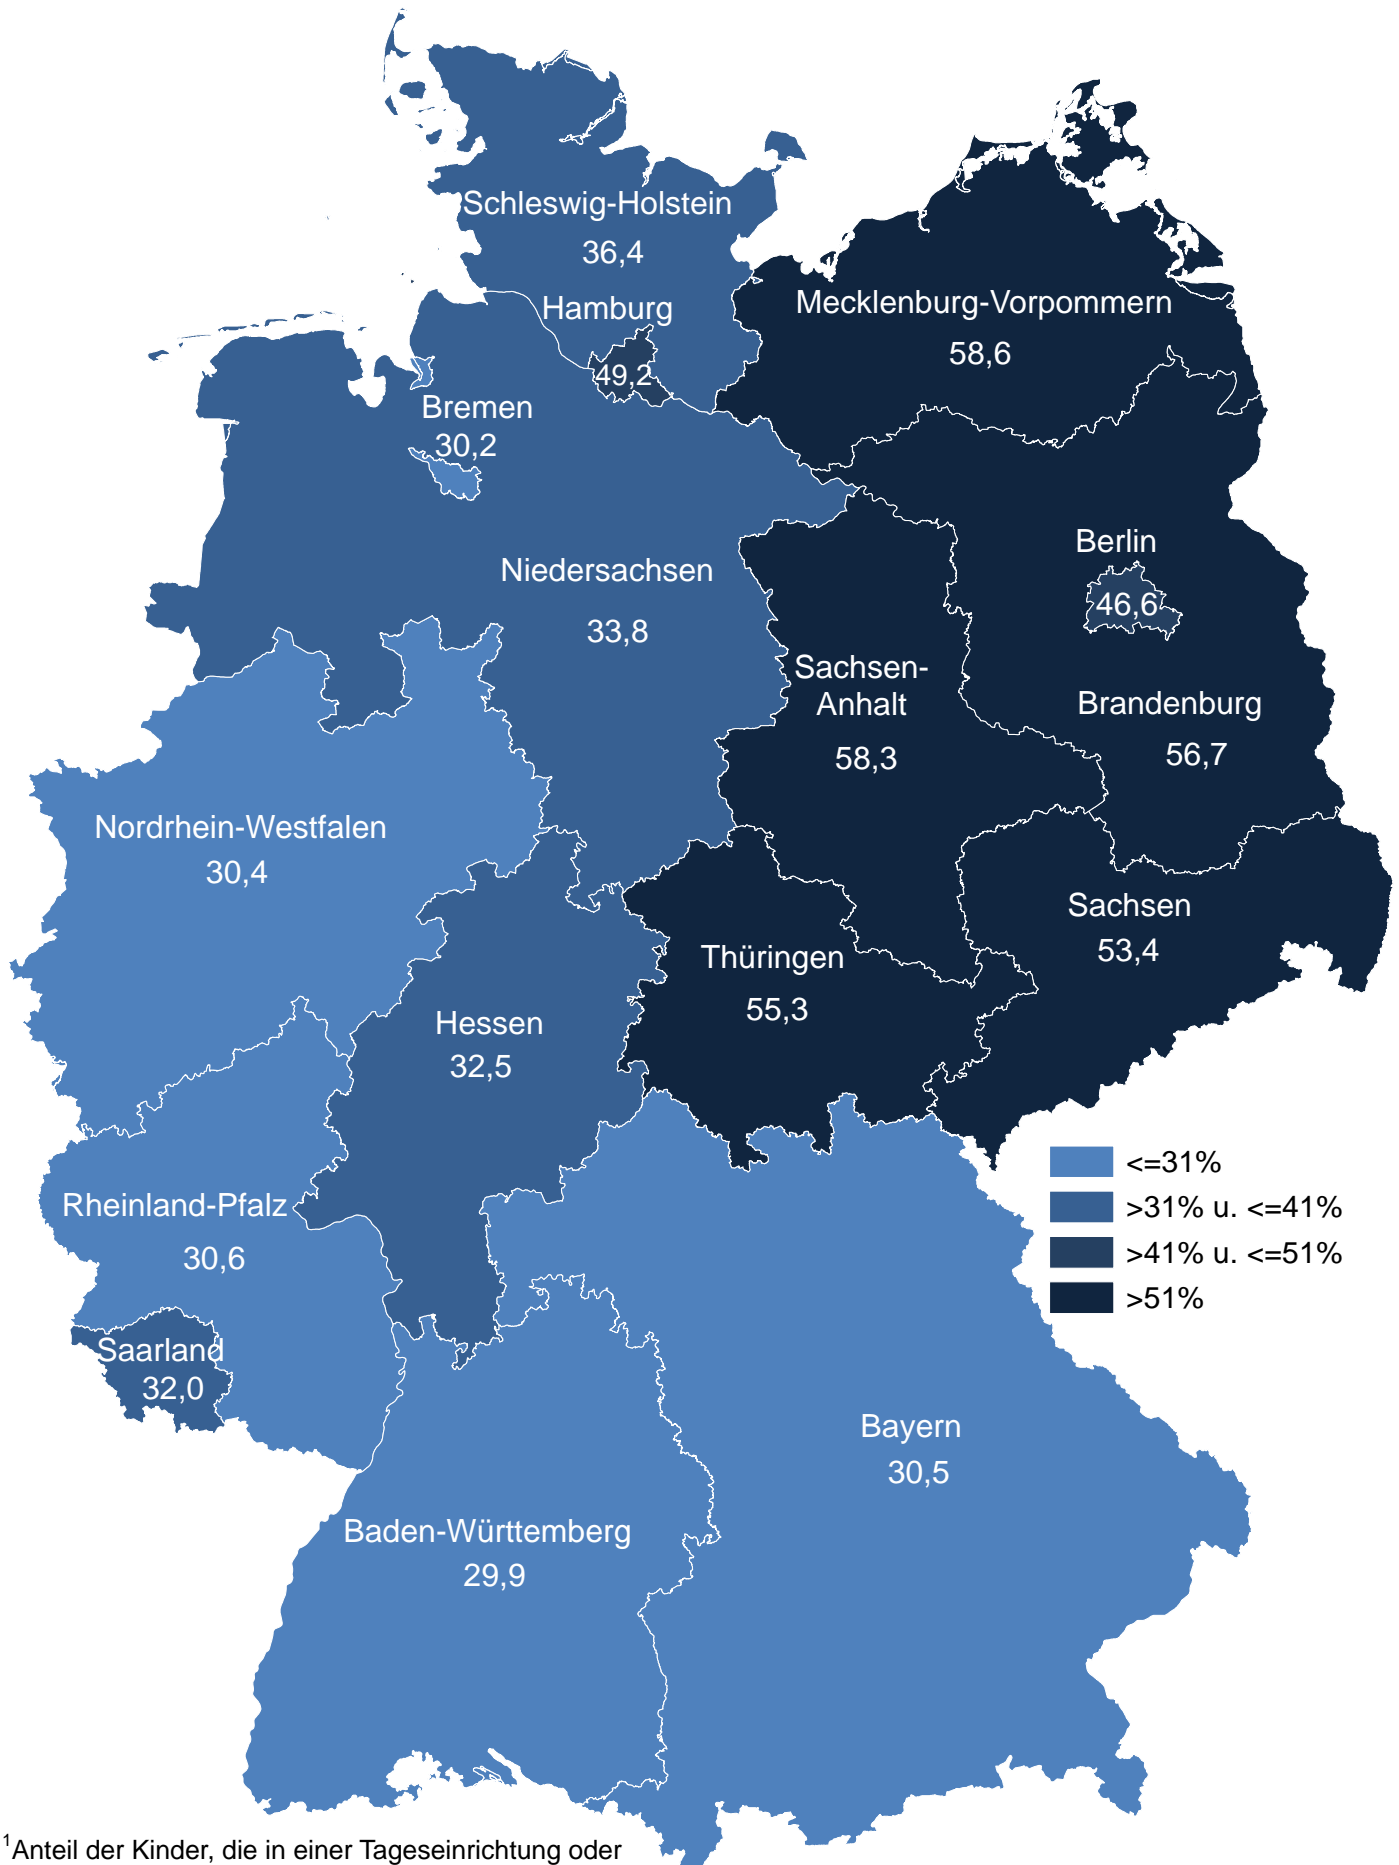 Schleswig-Holstein
36,4
Hamburg
49,2
Mecklenburg-Vorpommern
58,6
Bremen
30,2
Niedersachsen
33,8
Berlin
46,6
Sachsen-
Anhalt
58,3
Brandenburg
56,7
Nordrhein-Westfalen
30,4
Sachsen
53,4
Thüringen
55,3
Hessen
32,5
<=31%
>31% u. <=41%
>41% u. <=51%
>51%
Rheinland-Pfalz
30,6
Saarland
32,0
Bayern
30,5
Baden-Württemberg
29,9
¹Anteil der Kinder, die in einer Tageseinrichtung oder